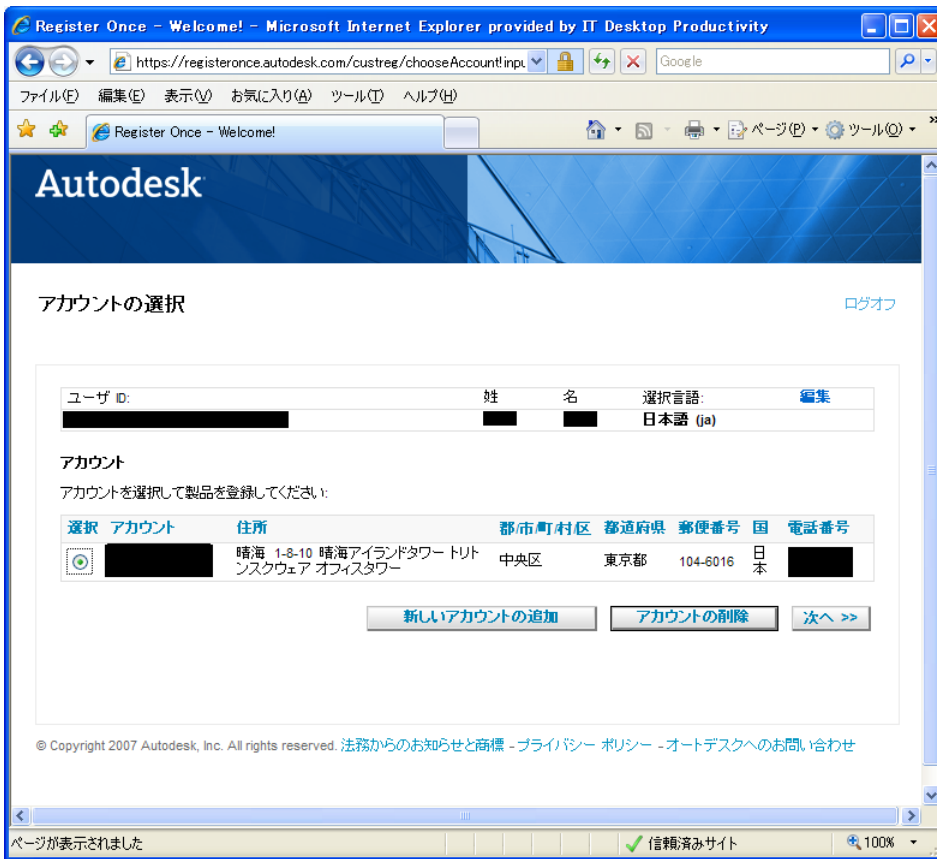 Register Once - Welcome! - Microsoft Internet Explorer provided by IT Desktop Productivity
https://registeronce.autodesk.com/custreg/chooseAccount!inpu
Google
ファイル(F) 編集(E) 表示(V) お気に入り(A) ツール(T) ヘルプ(H)
Register Once - Welcome!
ページ(P) ツール(O) »
Autodesk
アカウントの選択
ログオフ
ユーザ ID: 姓 名 選択言語: 編集
日本語 (ja)
アカウント
アカウントを選択して製品を登録してください:
選択 アカウント 住所 郡/市/町/村/区 都道府県 郵便番号 国 電話番号
晴海 1-8-10 晴海アイランドタワー トリト
ンスクウェア オフィスタワー
中央区 東京都 104-6016 日本
新しいアカウントの追加 アカウントの削除 次へ >>
© Copyright 2007 Autodesk, Inc. All rights reserved. 法務からのお知らせと商標 - プライバシー ポリシー - オートデスクへのお問い合わせ
ページが表示されました 信頼済みサイト 100%